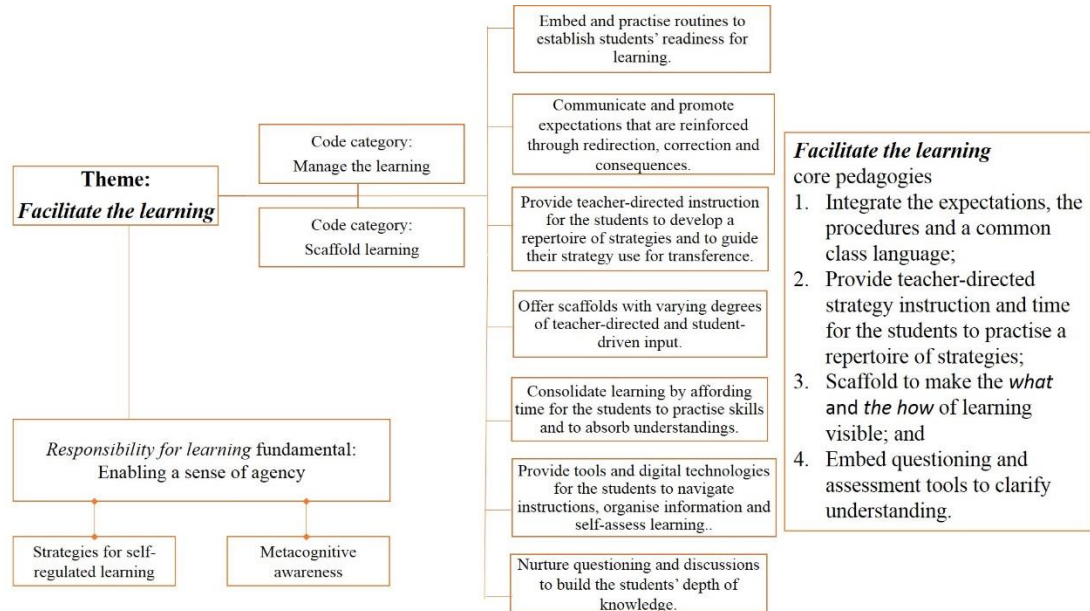 Theme:
Facilitate the learning
Code category:
Manage the learning
Code category:
Scaffold learning
Responsibility for learning fundamental:
Enabling a sense of agency
Strategies for self-
regulated learning
Metacognitive
awareness
Embed and practise routines to
establish students' readiness for
learning.
Communicate and promote
expectations that are reinforced
through redirection, correction and
consequences.
Provide teacher-directed instruction
for the students to develop a
repertoire of strategies and to guide
their strategy use for transference.
Offer scaffolds with varying degrees
of teacher-directed and student-
driven input.
Consolidate learning by affording
time for the students to practise skills
and to absorb understandings.
Provide tools and digital technologies
for the students to navigate
instructions, organise information and
self-assess learning..
Nurture questioning and discussions
to build the students' depth of
knowledge.
Facilitate the learning
core pedagogies
1. Integrate the expectations, the
procedures and a common
class language;
2. Provide teacher-directed
strategy instruction and time
for the students to practise a
repertoire of strategies;
3. Scaffold to make the what
and the how of learning
visible; and
4. Embed questioning and
assessment tools to clarify
understanding.